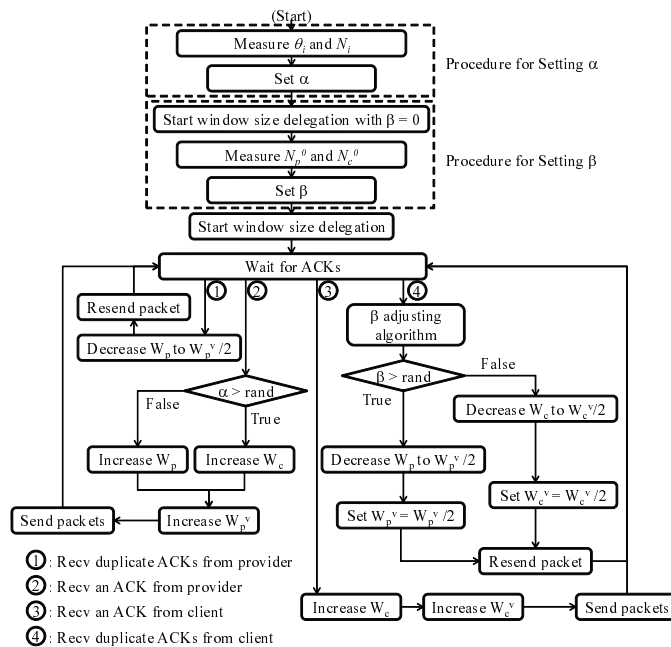 (Start)
Measure θi and Ni
Set α
Procedure for Setting α
Start window size delegation with β = 0
Measure Np⁰ and Nc⁰
Set β
Procedure for Setting β
Start window size delegation
Wait for ACKs
1
2
3
4
Resend packet
Decrease Wp to Wpᵛ/2
β adjusting
algorithm
α > rand
False
True
β > rand
False
True
Decrease Wc to Wcᵛ/2
Increase Wp
Increase Wc
Decrease Wp to Wpᵛ/2
Set Wcᵛ = Wcᵛ/2
Send packets
Increase Wpᵛ
Set Wpᵛ = Wpᵛ/2
Resend packet
1 : Recv duplicate ACKs from provider
2 : Recv an ACK from provider
3 : Recv an ACK from client
4 : Recv duplicate ACKs from client
Increase Wc
Increase Wcᵛ
Send packets